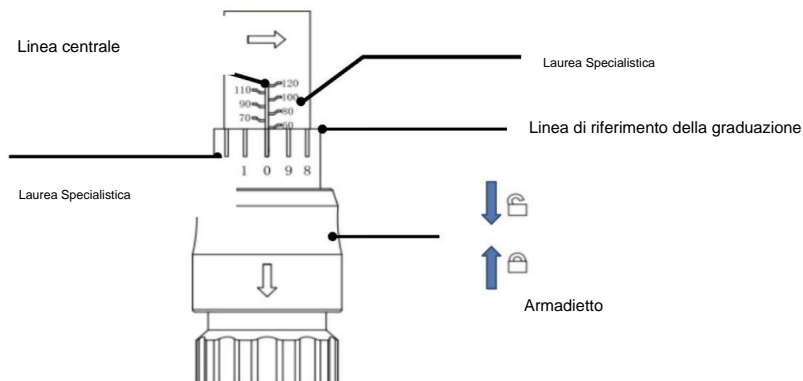 Linea centrale
Laurea Specialistica
120
110
100
90
80
70
60
Linea di riferimento della graduazione
1 0 9 8
Laurea Specialistica
Armadietto